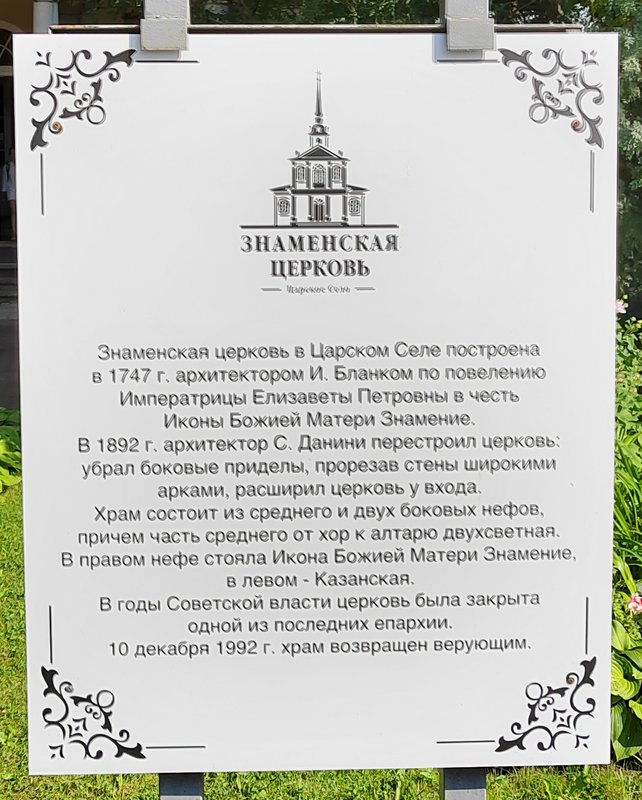 ЗНАМЕНСКАЯ
ЦЕРКОВЬ
Царское Село
Знаменская церковь в Царском Селе построена
в 1747 г. архитектором И. Бланком по повелению
Императрицы Елизаветы Петровны в честь
Иконы Божией Матери Знамение.
В 1892 г. архитектор С. Данини перестроил церковь:
убрал боковые приделы, прорезав стены широкими
арками, расширил церковь у входа.
Храм состоит из среднего и двух боковых нефов,
причем часть среднего от хор к алтарю двухсветная.
В правом нефе стояла Икона Божией Матери Знамение,
в левом - Казанская.
В годы Советской власти церковь была закрыта
одной из последних епархии.
10 декабря 1992 г. храм возвращен верующим.